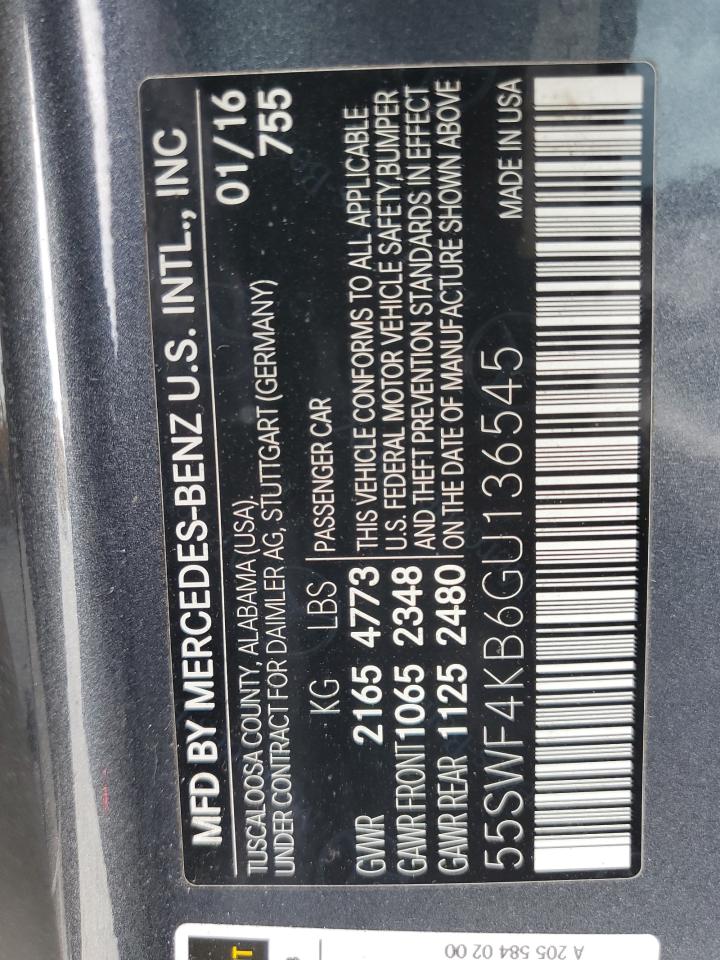 MFD BY MERCEDES-BENZ U.S. INTL., INC
TUSCALOOSA COUNTY, ALABAMA (USA). 01/16
UNDER CONTRACT FOR DAIMLER AG, STUTTGART (GERMANY) 755
KG LBS PASSENGER CAR
GVWR 2165 4773 THIS VEHICLE CONFORMS TO ALL APPLICABLE
GAWR FRONT 1065 2348 U.S. FEDERAL MOTOR VEHICLE SAFETY,BUMPER
AND THEFT PREVENTION STANDARDS IN EFFECT
GAWR REAR 1125 2480 ON THE DATE OF MANUFACTURE SHOWN ABOVE
55SWF4KB6GU136545 MADE IN USA
A 205 584 02 00